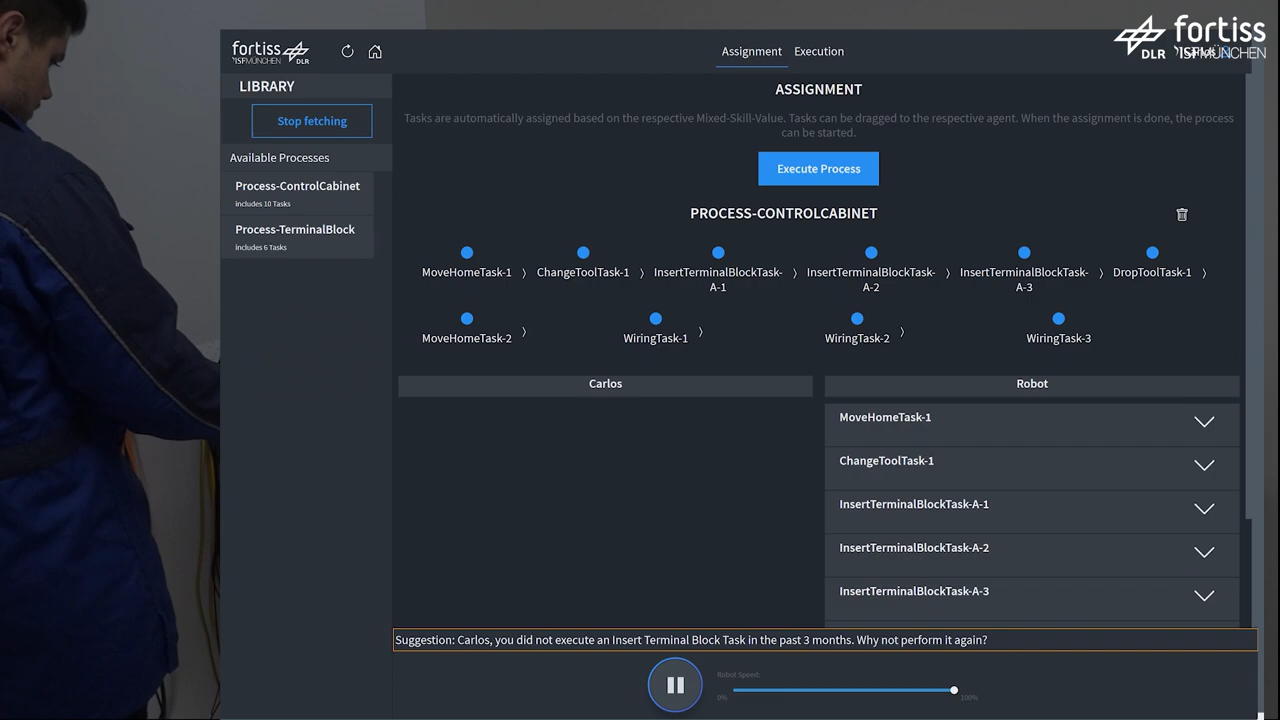 fortiss
DLR
fortiss
ISFMÜNCHEN
DLR
Assignment
Execution
LIBRARY
Stop fetching
Available Processes
Process-ControlCabinet
includes 10 Tasks
Process-TerminalBlock
includes 6 Tasks
ASSIGNMENT
Tasks are automatically assigned based on the respective Mixed-Skill-Value. Tasks can be dragged to the respective agent. When the assignment is done, the process
can be started.
Execute Process
PROCESS-CONTROLCABINET
MoveHomeTask-1
ChangeToolTask-1
InsertTerminalBlockTask-
A-1
InsertTerminalBlockTask-
A-2
InsertTerminalBlockTask-
A-3
DropToolTask-1
MoveHomeTask-2
WiringTask-1
WiringTask-2
WiringTask-3
Carlos
Robot
MoveHomeTask-1
ChangeToolTask-1
InsertTerminalBlockTask-A-1
InsertTerminalBlockTask-A-2
InsertTerminalBlockTask-A-3
Suggestion: Carlos, you did not execute an Insert Terminal Block Task in the past 3 months. Why not perform it again?
Robot Speed:
0%
100%